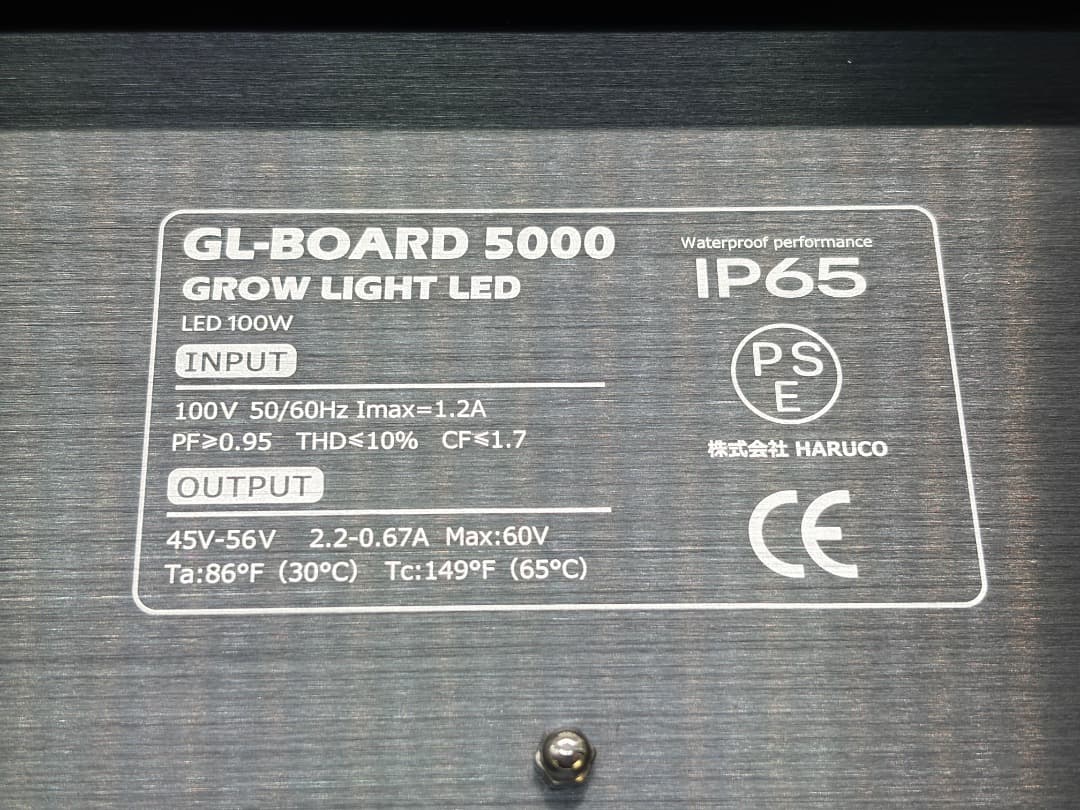 GL-BOARD 5000
GROW LIGHT LED
LED 100W
INPUT
100V 50/60Hz Imax=1.2A
PF≥0.95 THD≤10% CF≤1.7
OUTPUT
45V-56V 2.2-0.67A Max:60V
Ta:86°F (30°C) Tc:149°F (65°C)
Waterproof performance
IP65
PS
E
株式会社 HARUCO
CE